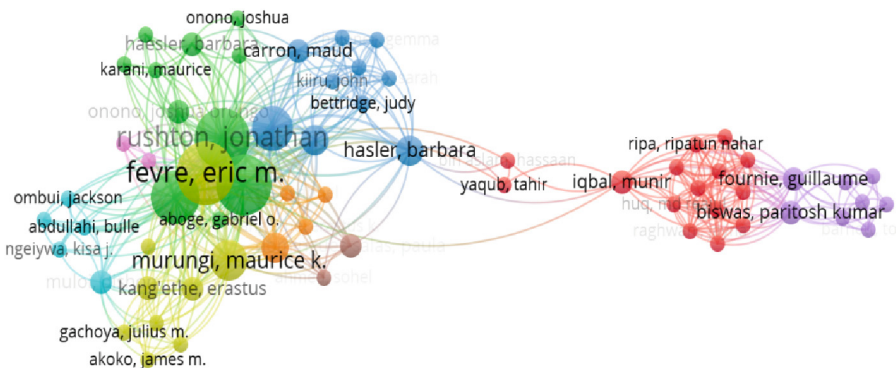 onono, joshua
haesler, barbara
carron, maud
gemma
karani, maurice
kiiru, john
bettridge, judy
onono, joshua orungo
rushton, jonathan
hasler, barbara
ripa, ripatun nahar
fevre, eric m.
yaqub, tahir
iqbal, munir
fournie, guillaume
ombui, jackson
aboge, gabriel o.
biswas, paritosh kumar
abdullahi, bulle
ngeiywa, kisa j.
murungi, maurice k.
kang'ethe, erastus
gachoya, julius m.
akoko, james m.